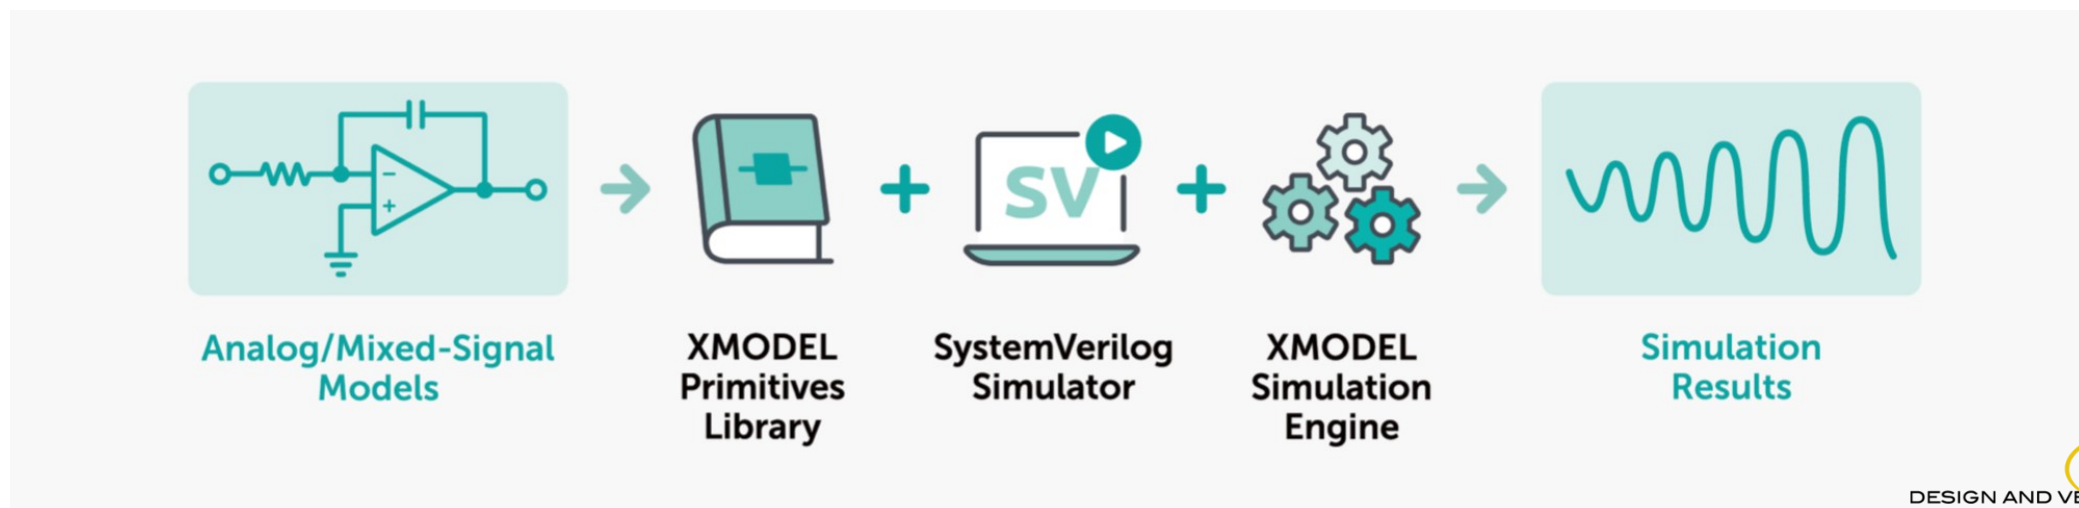 SV
Analog/Mixed-Signal
Models
XMODEL
Primitives
Library
SystemVerilog
Simulator
XMODEL
Simulation
Engine
Simulation
Results
DESIGN AND